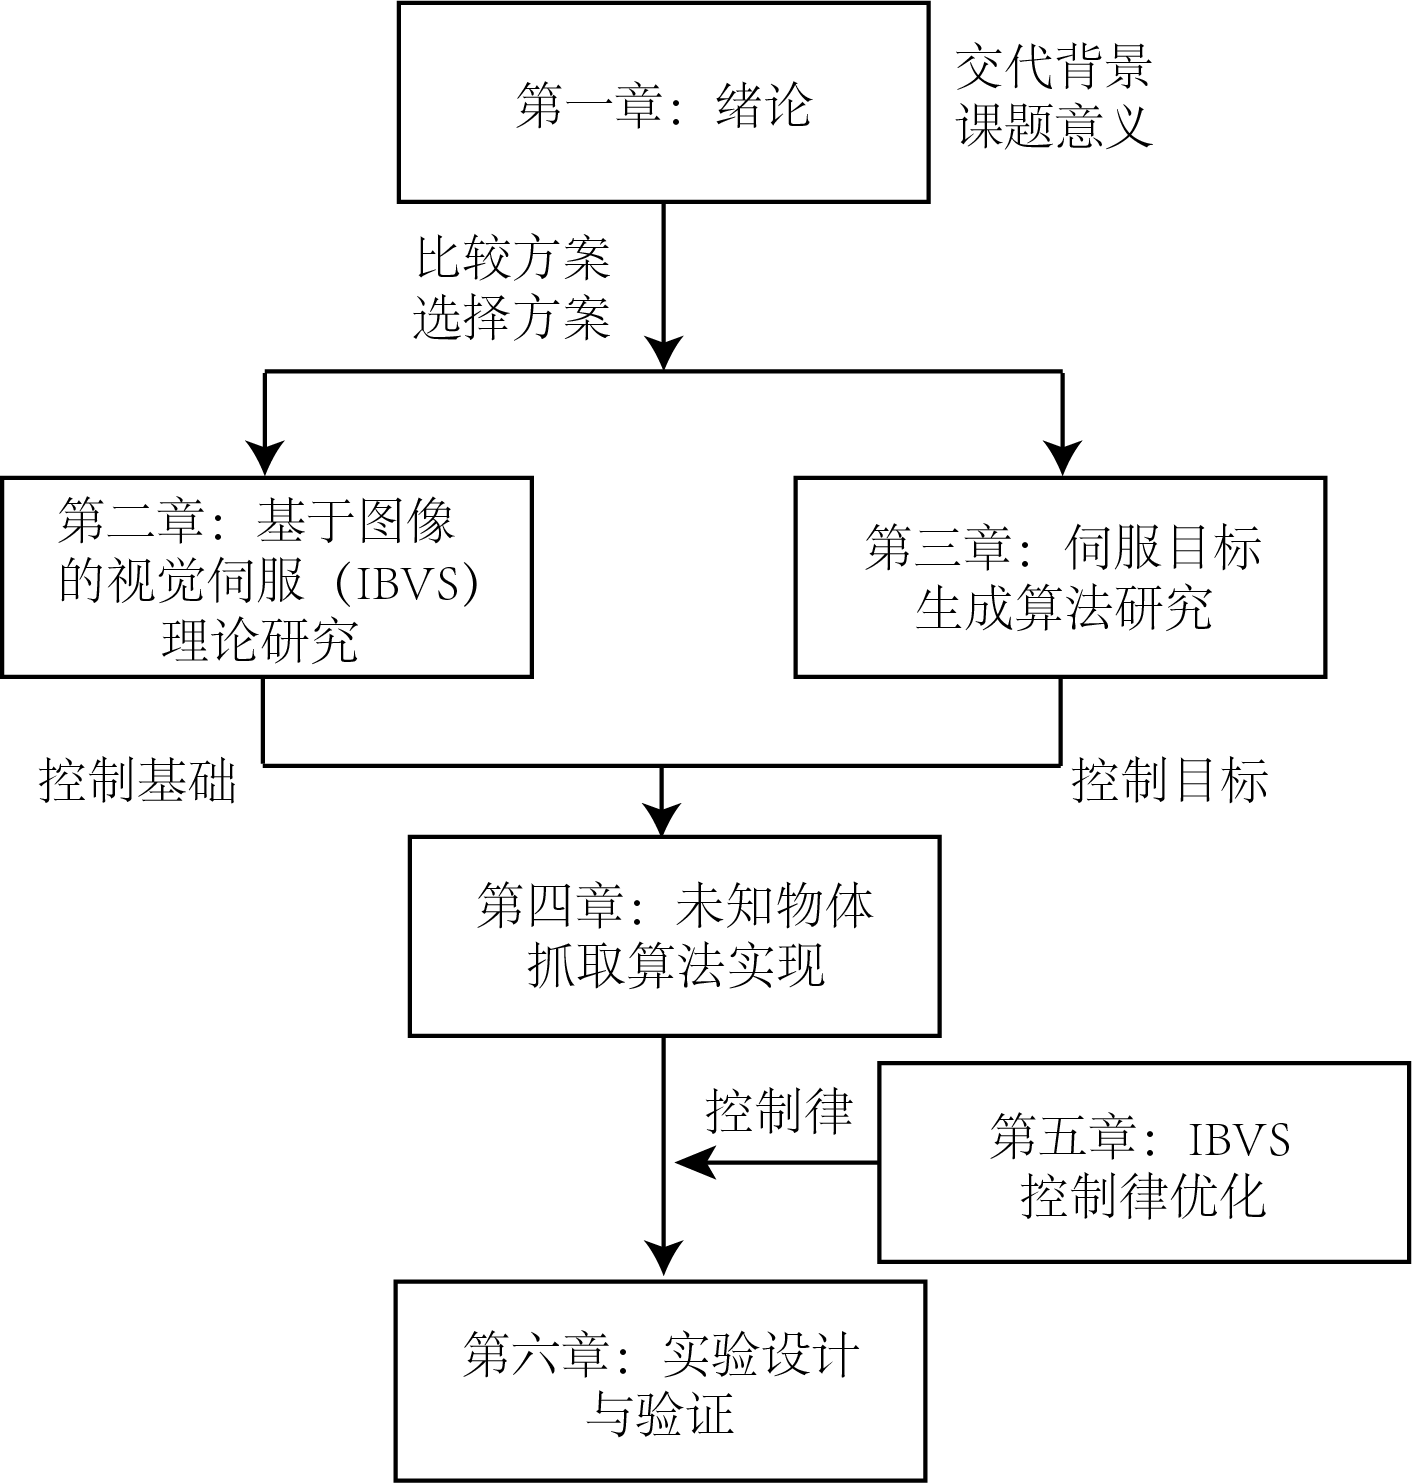 第一章：绪论
交代背景
课题意义
比较方案
选择方案
第二章：基于图像
的视觉伺服（IBVS）
理论研究
第三章：伺服目标
生成算法研究
控制基础
控制目标
第四章：未知物体
抓取算法实现
控制律
第五章：IBVS
控制律优化
第六章：实验设计
与验证